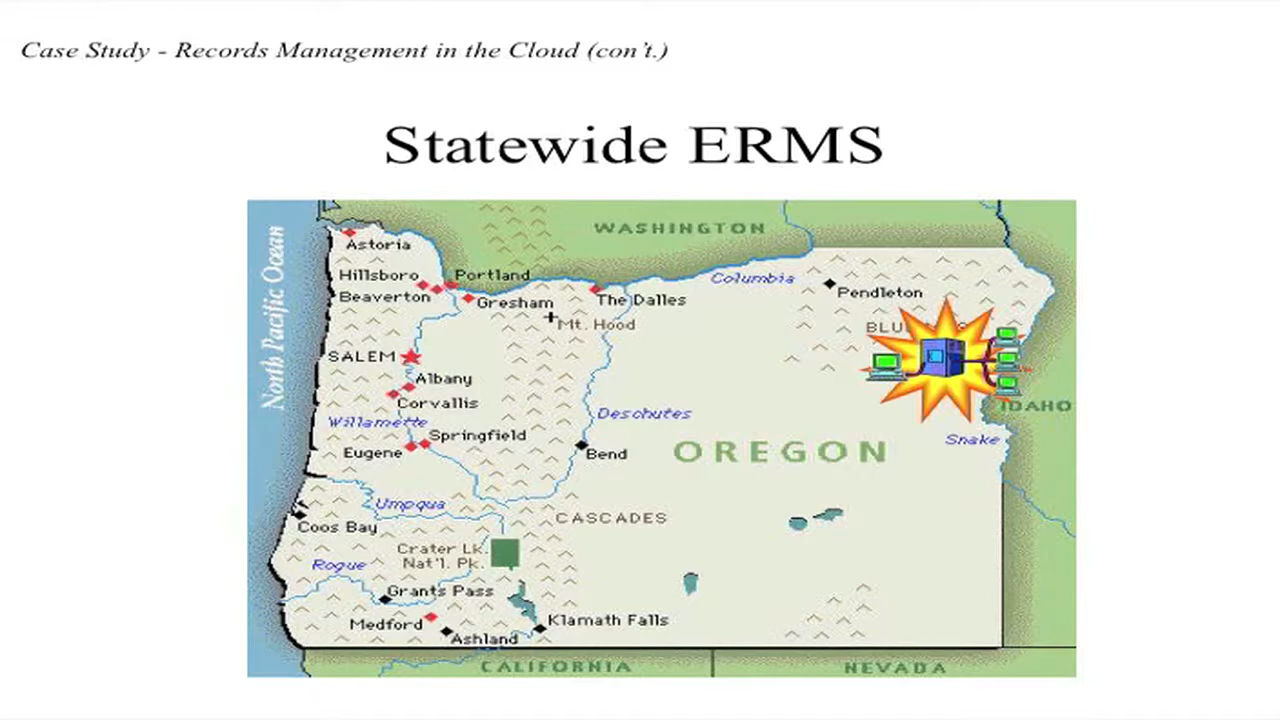 Case Study - Records Management in the Cloud (con't.)
Statewide ERMS
WASHINGTON
North Pacific Ocean
Astoria
Hillsboro
Portland
Columbia
Beaverton
Gresham
The Dalles
Pendleton
Mt. Hood
SALEM
Albany
Corvallis
IDAHO
Willamette
Deschutes
Springfield
Snake
Eugene
Bend
OREGON
Umpqua
CASCADES
Coos Bay
Crater Lk.
Nat'l. Pk.
Rogue
Grants Pass
Medford
Klamath Falls
Ashland
CALIFORNIA
NEVADA